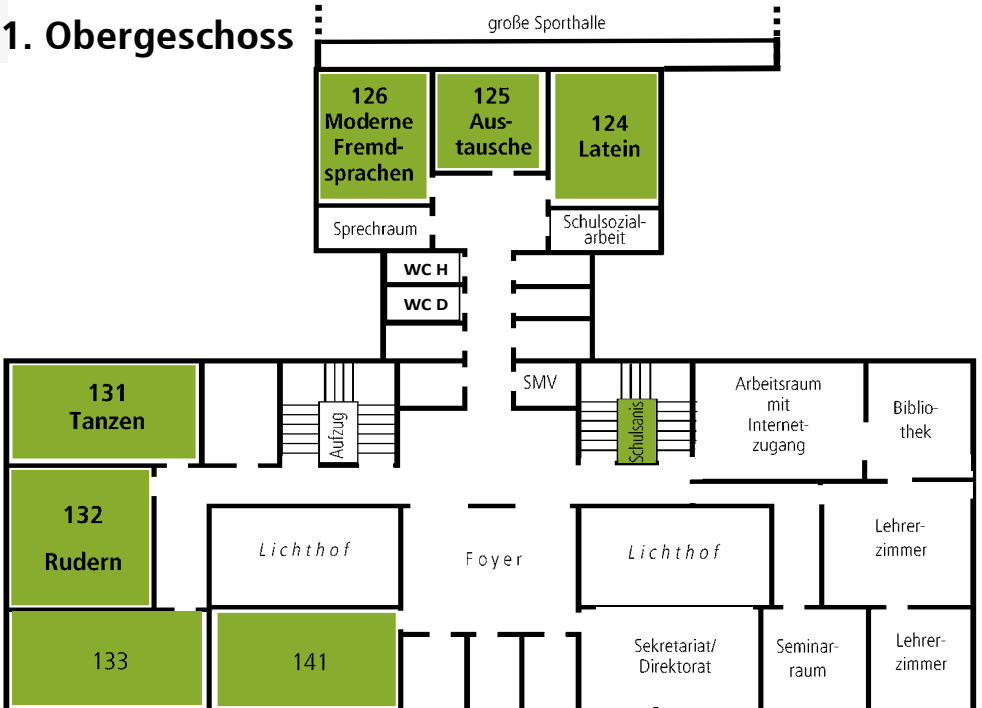 1. Obergeschoss
große Sporthalle
126
Moderne
Fremd-
sprachen
125
Aus-
tausche
124
Latein
Sprechraum
Schulsozial-
arbeit
WC H
WC D
131
Tanzen
Aufzug
SMV
Schulsanis
Arbeitsraum
mit
Internet-
zugang
Biblio-
thek
132
Rudern
Lichthof
Foyer
Lichthof
Lehrer-
zimmer
133
141
Sekretariat/
Direktorat
Seminar-
raum
Lehrer-
zimmer